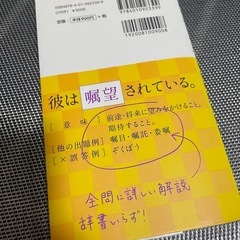 9784010922399
1920081009008
彼は嘱望されている。
[意味] 前途・将来に望みをかけること。
期待すること。
[他の出題例] 嘱目、嘱託、委嘱
[×誤答例] ぞくぼう
全問に詳しい解説
辞書いらず!